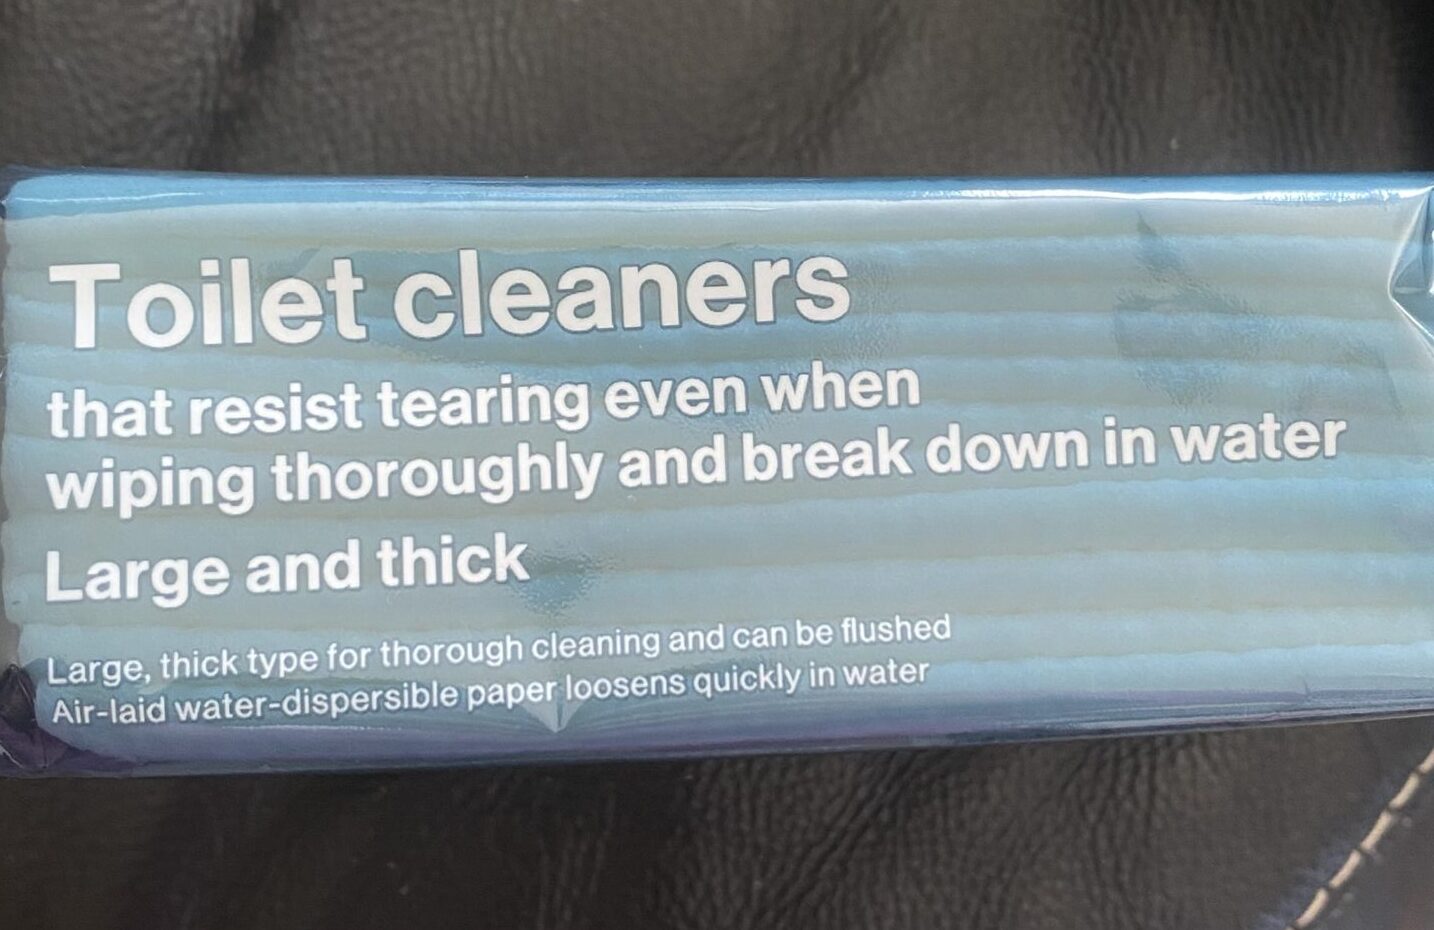 Toilet cleaners
that resist tearing even when
wiping thoroughly and break down in water
Large and thick
Large, thick type for thorough cleaning and can be flushed
Air-laid water-dispersible paper loosens quickly in water